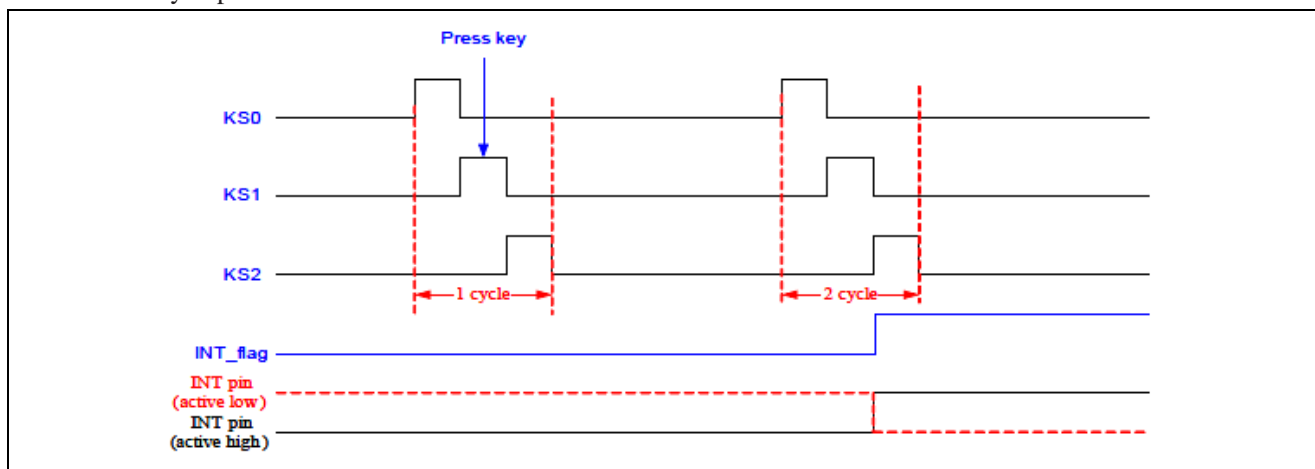 Press key
KS0
KS1
KS2
1 cycle
2 cycle
INT_flag
INT pin
(active low)
INT pin
(active high)